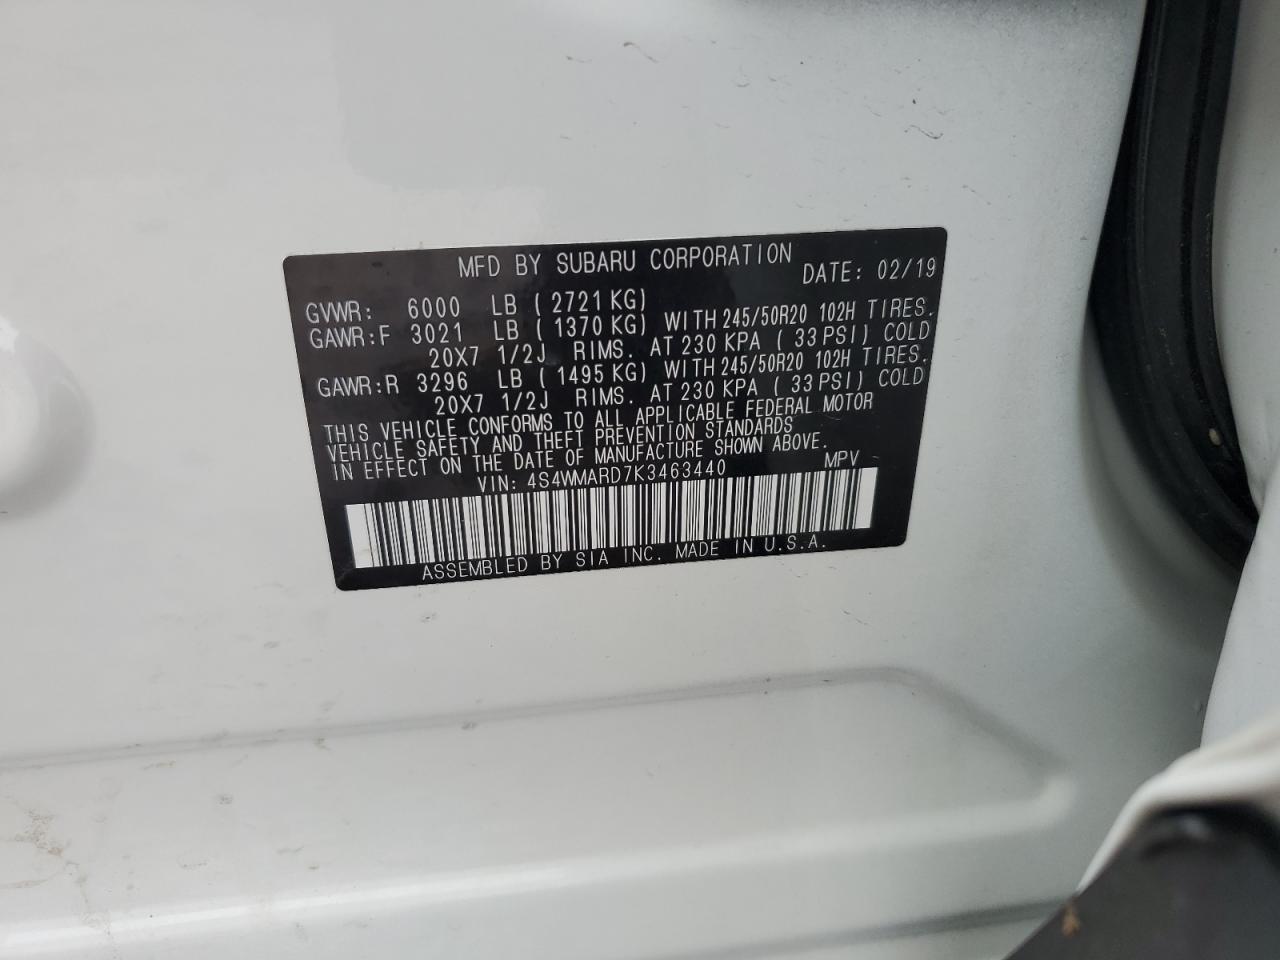 MFD BY SUBARU CORPORATION
DATE: 02/19
GVWR: 6000 LB ( 2721 KG)
GAWR:F 3021 LB ( 1370 KG) WITH 245/50R20 102H TIRES.
20X7 1/2J RIMS. AT 230 KPA ( 33 PSI) COLD
GAWR:R 3296 LB ( 1495 KG) WITH 245/50R20 102H TIRES.
20X7 1/2J RIMS. AT 230 KPA ( 33 PSI) COLD
THIS VEHICLE CONFORMS TO ALL APPLICABLE FEDERAL MOTOR
VEHICLE SAFETY AND THEFT PREVENTION STANDARDS
IN EFFECT ON THE DATE OF MANUFACTURE SHOWN ABOVE.
VIN: 4S4WMARD7K3463440 MPV
ASSEMBLED BY SIA INC. MADE IN U.S.A.